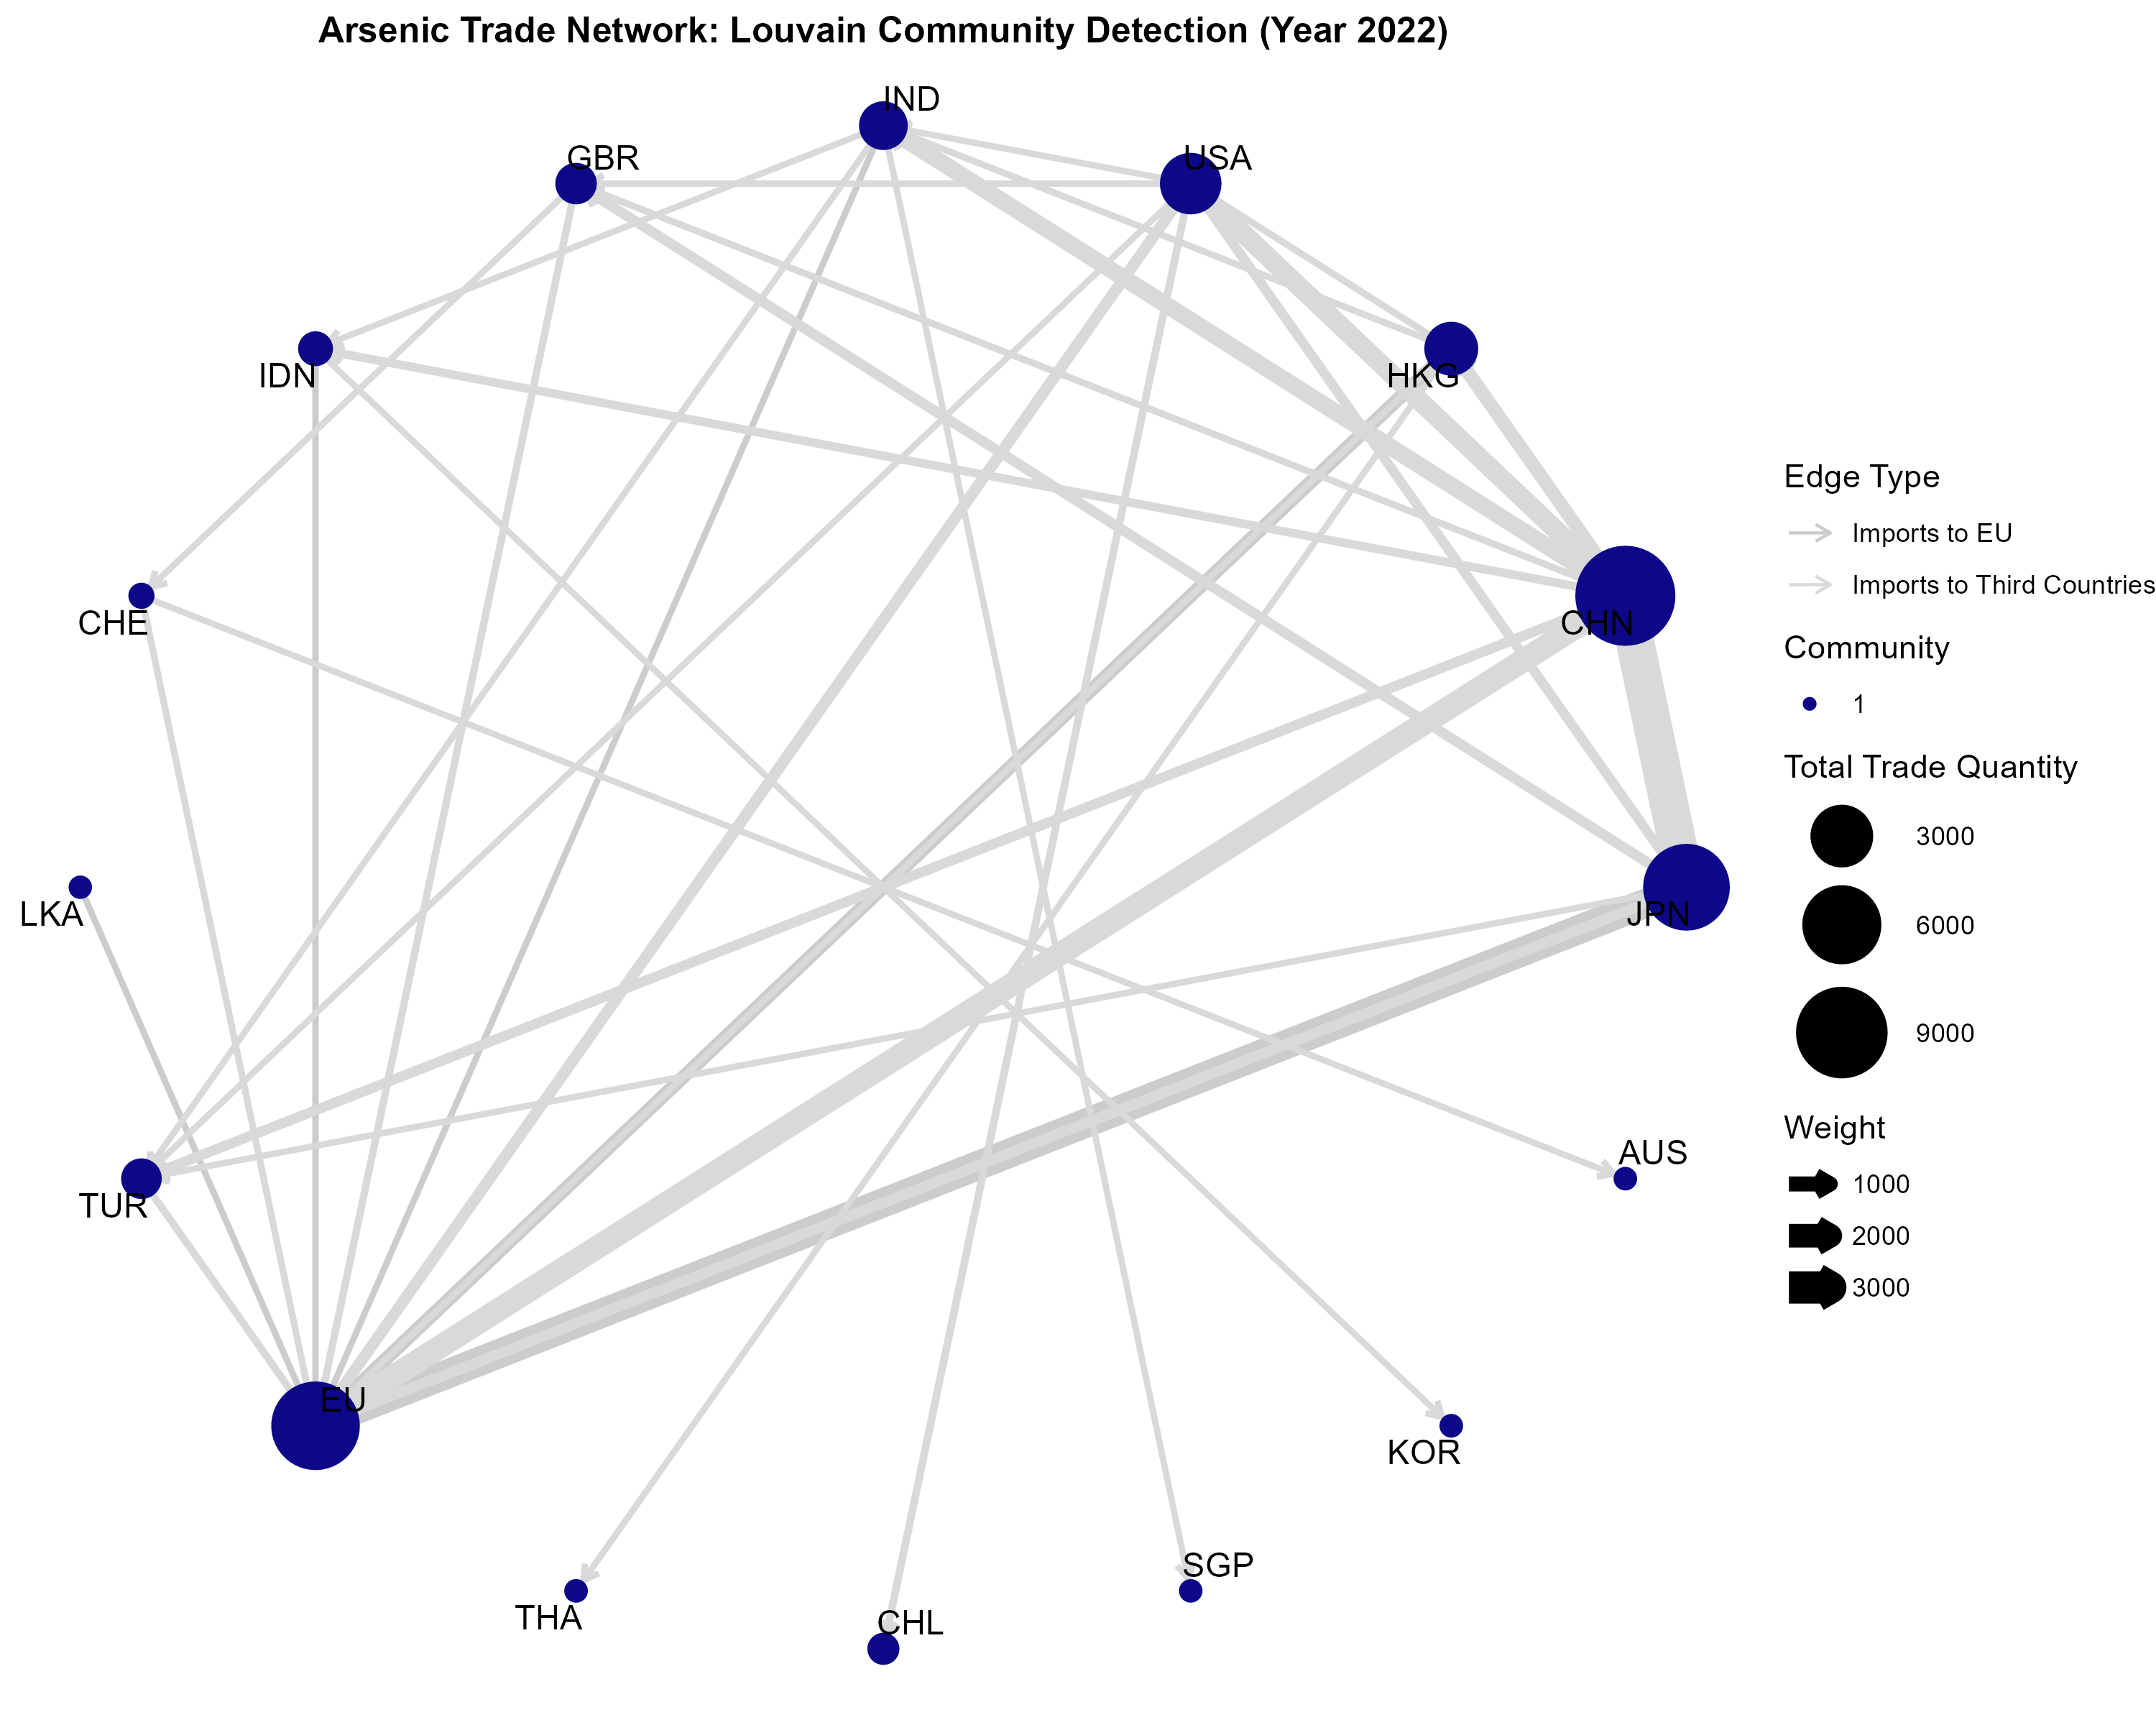 Arsenic Trade Network: Louvain Community Detection (Year 2022)
IND
GBR
USA
IDN
HKG
CHE
CHN
LKA
JPN
TUR
AUS
EU
KOR
THA
CHL
SGP
Edge Type
Imports to EU
Imports to Third Countries
Community
1
Total Trade Quantity
3000
6000
9000
Weight
1000
2000
3000